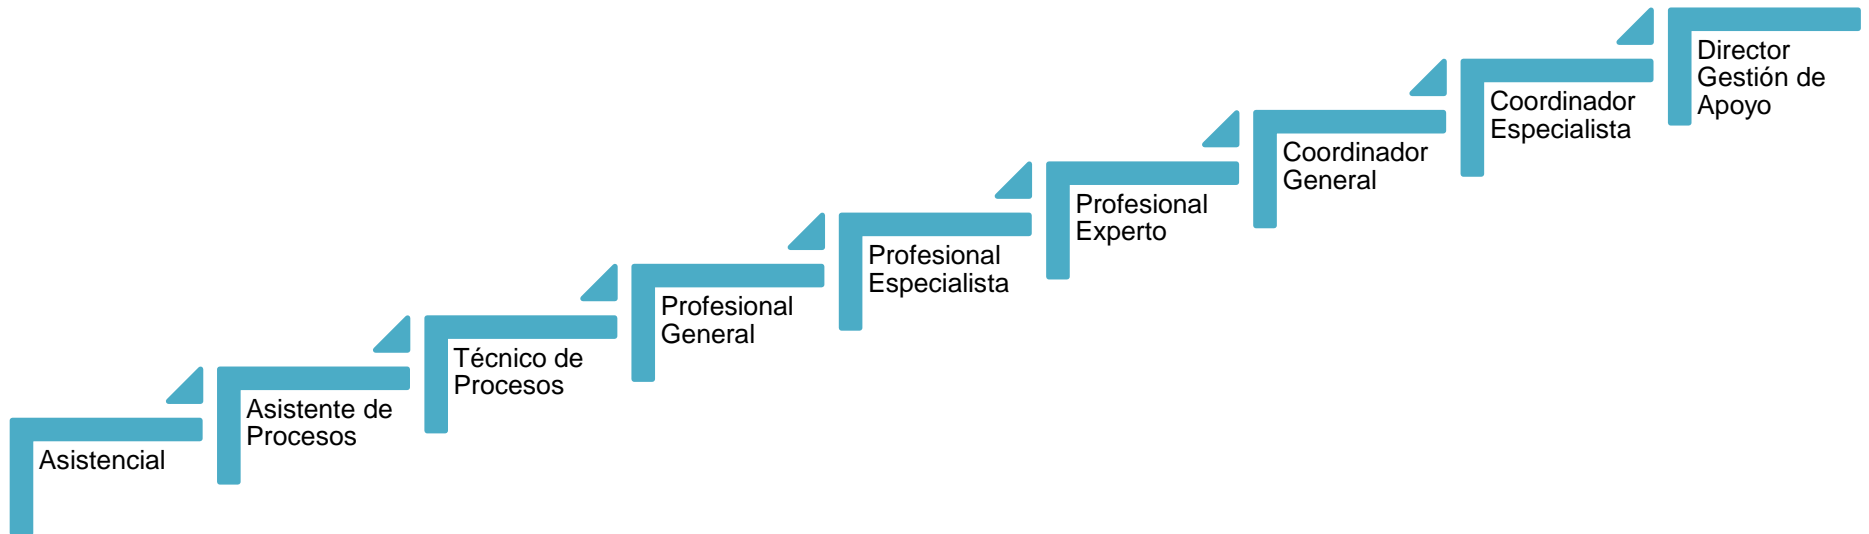 Asistencial
Asistente de
Procesos
Técnico de
Procesos
Profesional
General
Profesional
Especialista
Profesional
Experto
Coordinador
General
Coordinador
Especialista
Director
Gestión de
Apoyo